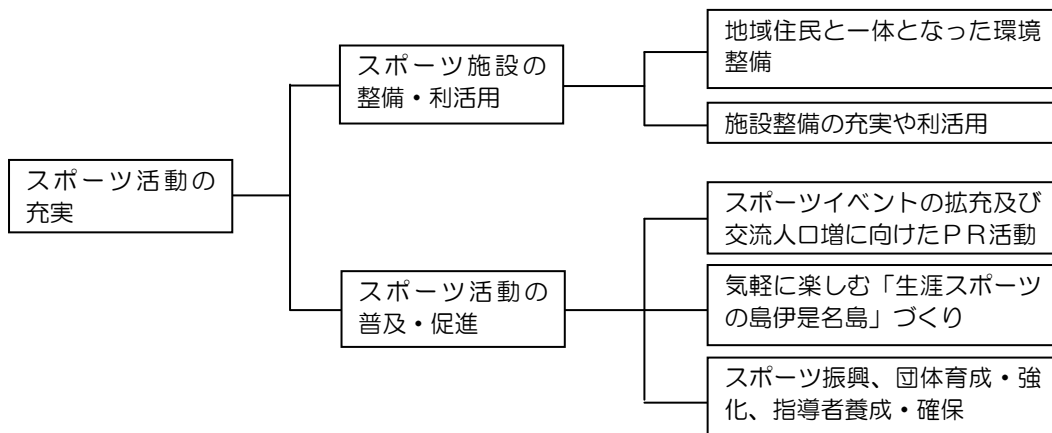 スポーツ活動の
充実
スポーツ施設の
整備・利活用
地域住民と一体となった環境
整備
施設整備の充実や利活用
スポーツ活動の
普及・促進
スポーツイベントの拡充及び
交流人口増に向けたＰＲ活動
気軽に楽しむ「生涯スポーツ
の島伊是名島」づくり
スポーツ振興、団体育成・強
化、指導者養成・確保